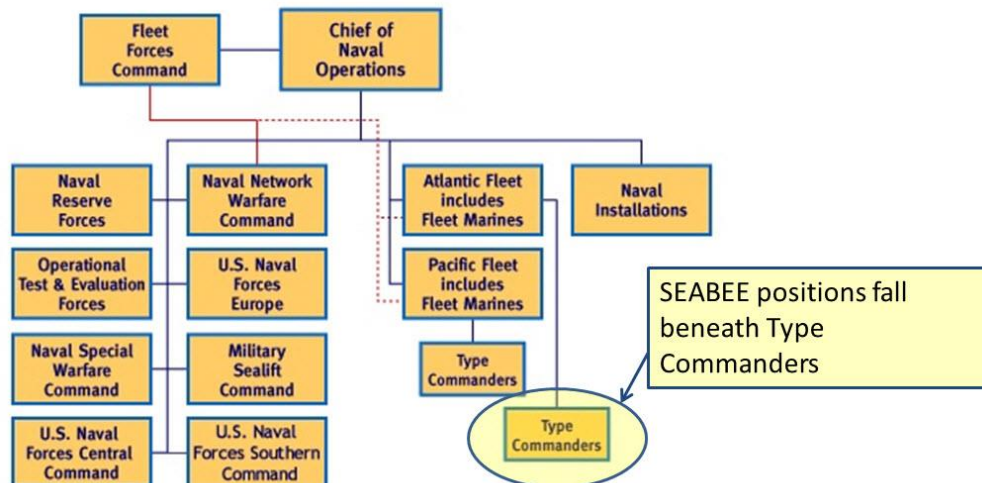 Fleet
Forces
Command
Chief of
Naval
Operations
Naval
Reserve
Forces
Naval Network
Warfare
Command
Atlantic Fleet
includes
Fleet Marines
Naval
Installations
Operational
Test & Evaluation
Forces
U.S. Naval
Forces
Europe
Pacific Fleet
includes
Fleet Marines
SEABEE positions fall
beneath Type
Commanders
Naval Special
Warfare
Command
Military
Sealift
Command
Type
Commanders
Type
Commanders
U.S. Naval
Forces Central
Command
U.S. Naval
Forces Southern
Command